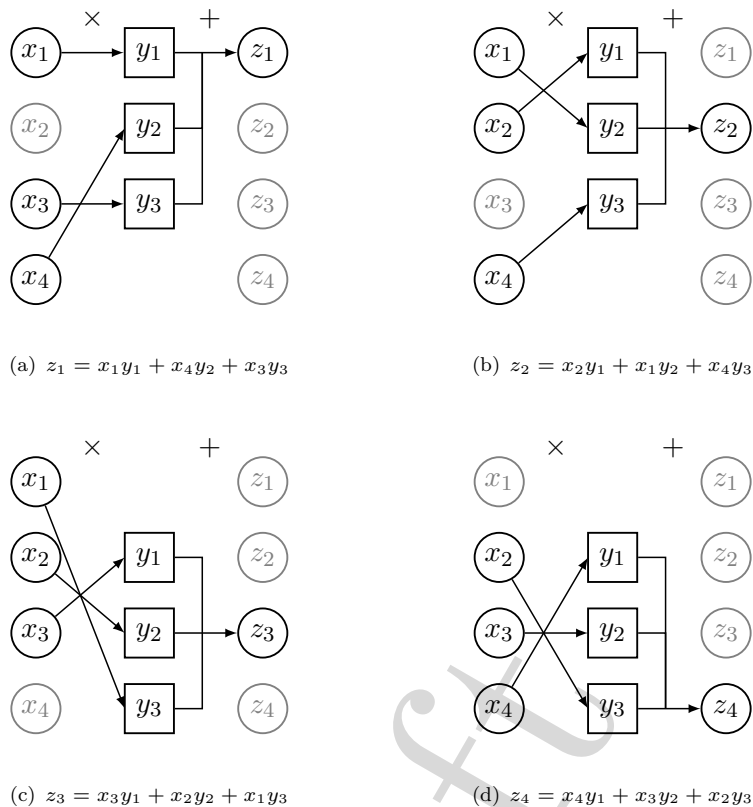 × + × +
x₁ y₁ z₁ x₁ y₁ z₁
x₂ y₂ z₂ x₂ y₂ z₂
x₃ y₃ z₃ x₃ y₃ z₃
x₄ z₄ x₄ z₄
(a) z₁ = x₁y₁ + x₄y₂ + x₃y₃ (b) z₂ = x₂y₁ + x₁y₂ + x₄y₃
× + × +
x₁ z₁ x₁ z₁
x₂ y₁ z₂ x₂ y₁ z₂
x₃ y₂ z₃ x₃ y₂ z₃
x₄ y₃ z₄ x₄ y₃ z₄
(c) z₃ = x₃y₁ + x₂y₂ + x₁y₃ (d) z₄ = x₄y₁ + x₃y₂ + x₂y₃